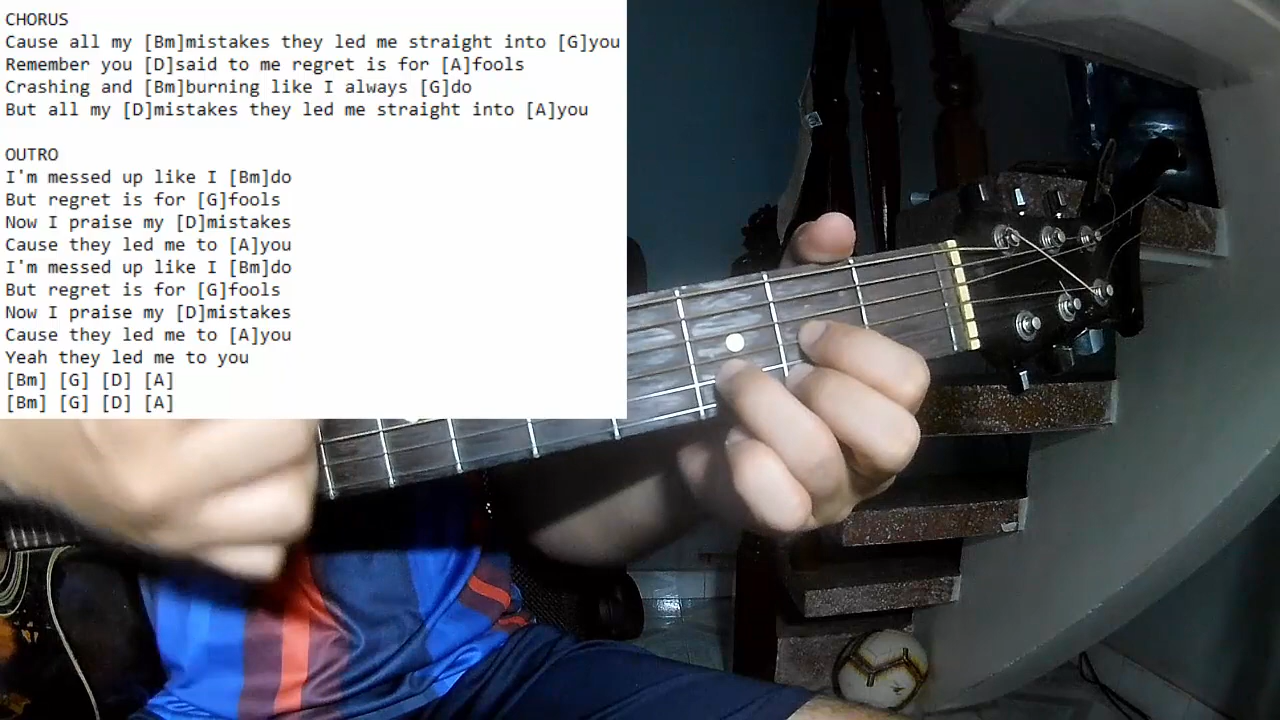 CHORUS
Cause all my [Bm]mistakes they led me straight into [G]you
Remember you [D]said to me regret is for [A]fools
Crashing and [Bm]burning like I always [G]do
But all my [D]mistakes they led me straight into [A]you
OUTRO
I'm messed up like I [Bm]do
But regret is for [G]fools
Now I praise my [D]mistakes
Cause they led me to [A]you
I'm messed up like I [Bm]do
But regret is for [G]fools
Now I praise my [D]mistakes
Cause they led me to [A]you
Yeah they led me to you
[Bm] [G] [D] [A]
[Bm] [G] [D] [A]